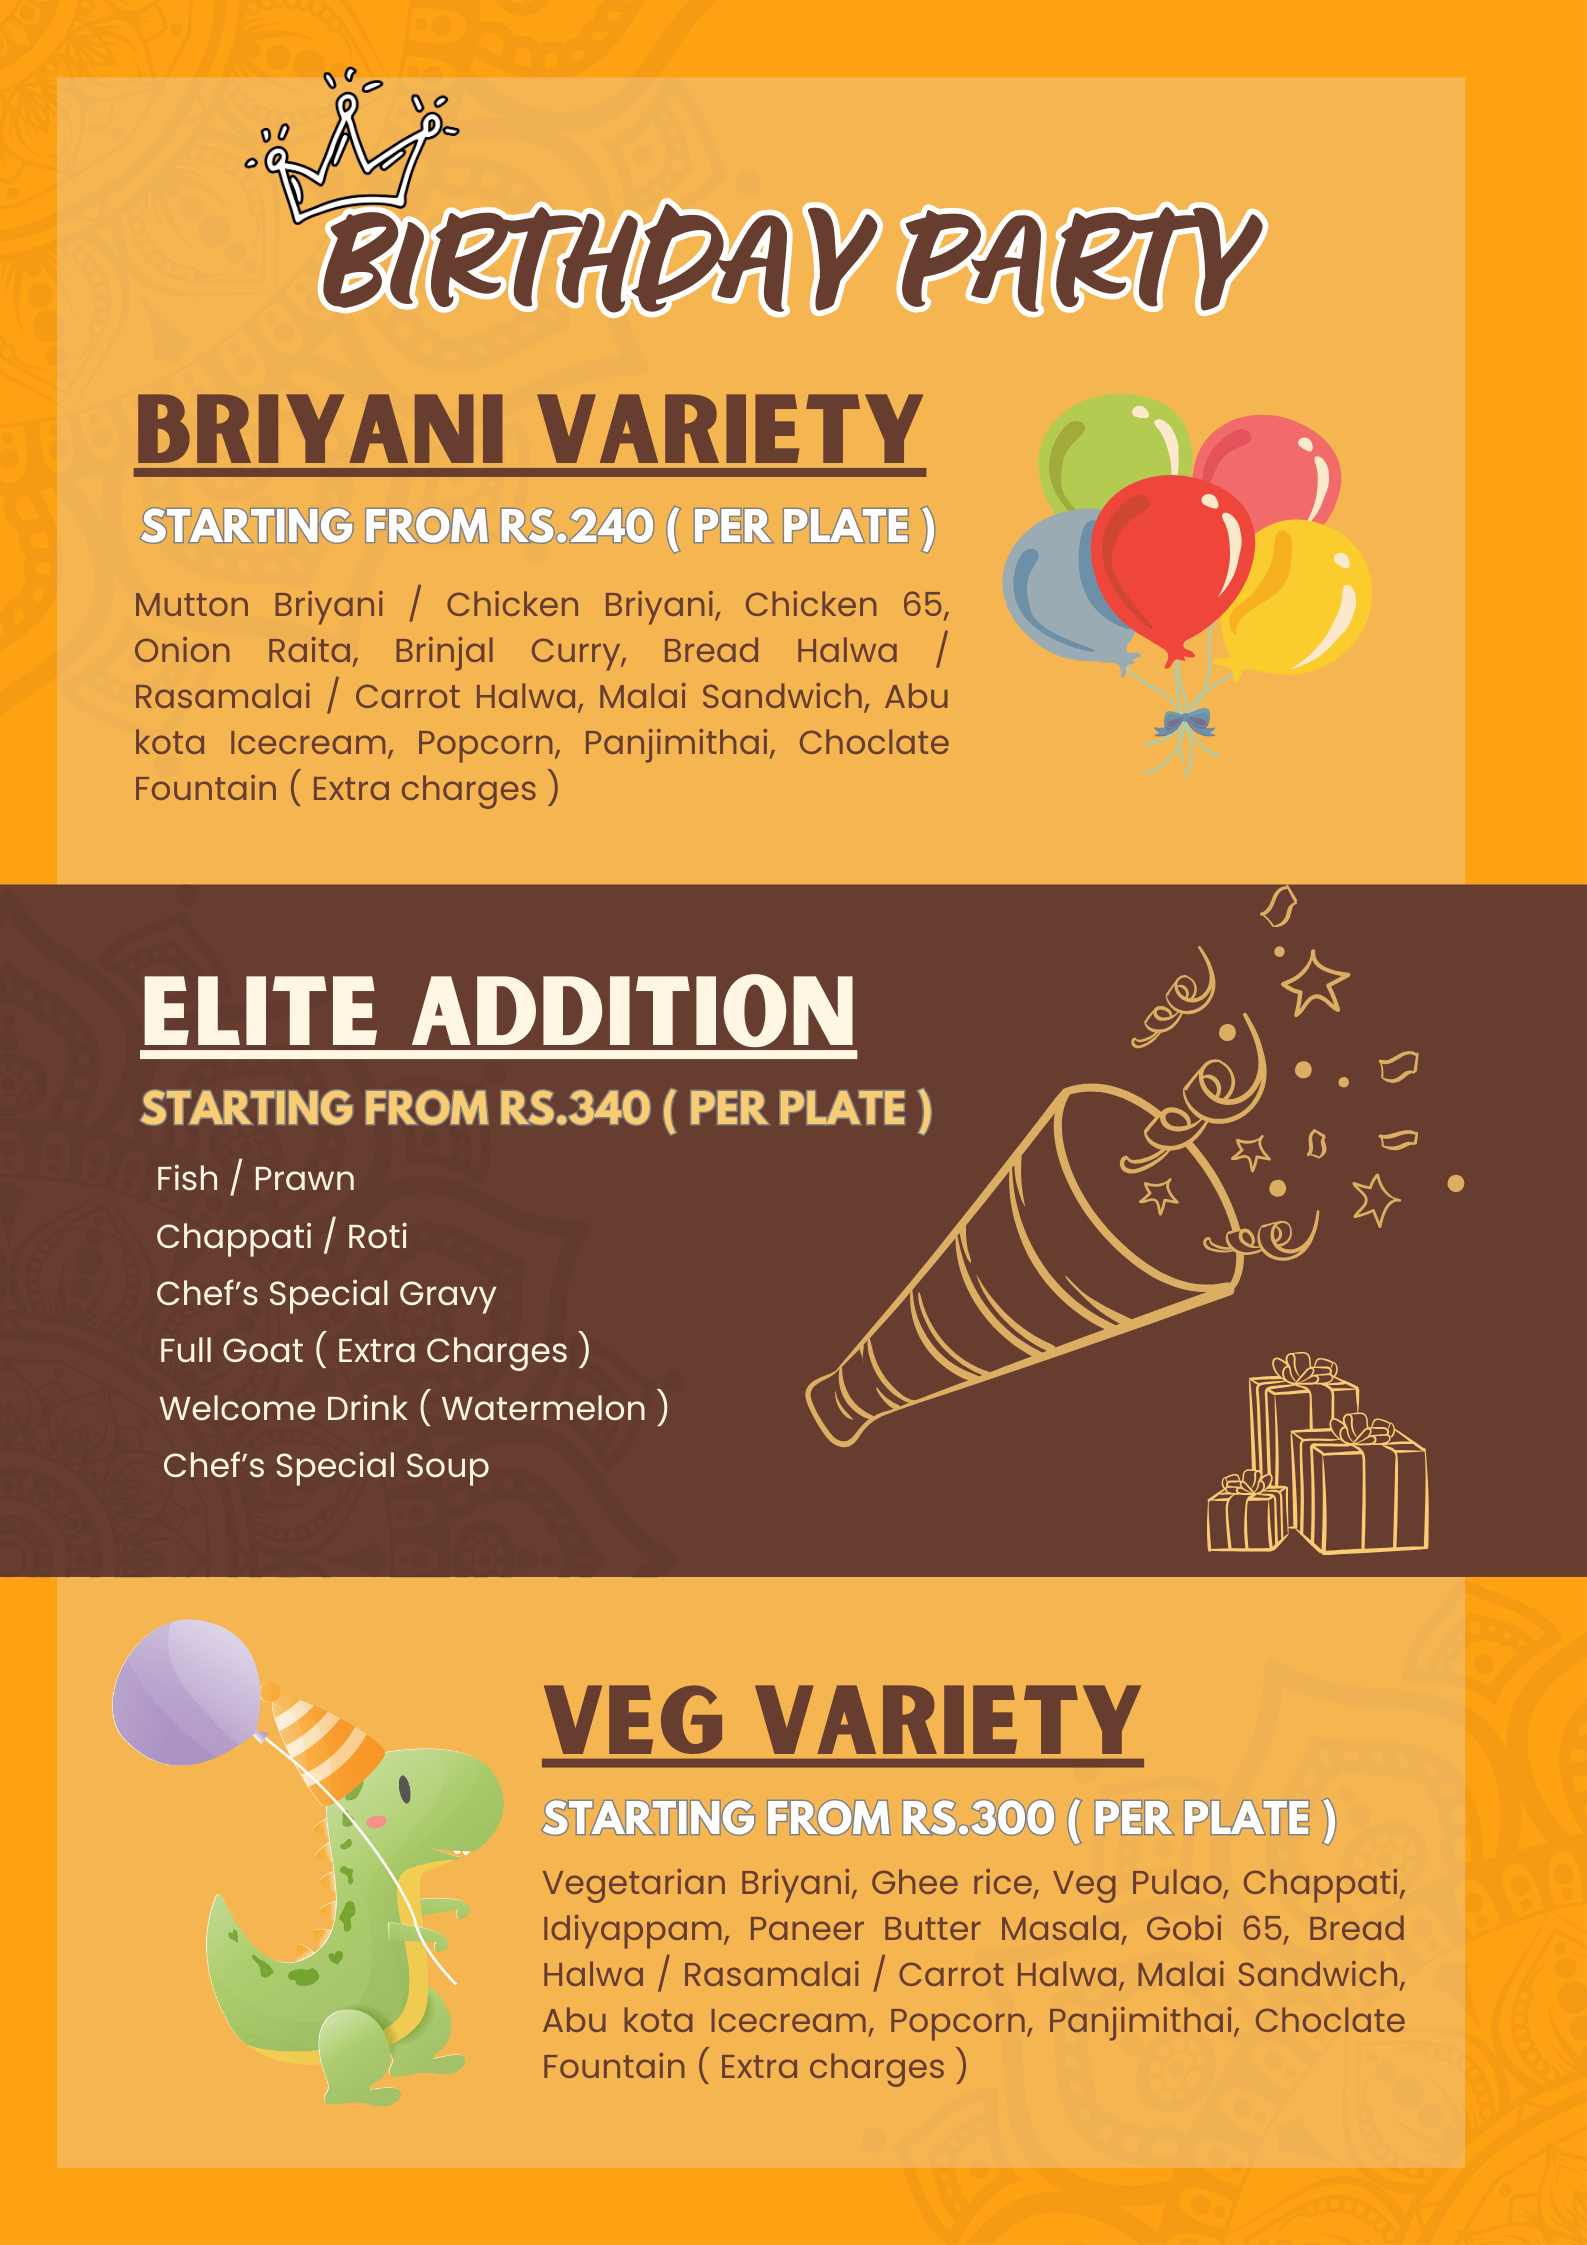 BIRTHDAY PARTY
BRIYANI VARIETY
STARTING FROM RS.240 ( PER PLATE )
Mutton Briyani / Chicken Briyani, Chicken 65,
Onion Raita, Brinjal Curry, Bread Halwa /
Rasamalai / Carrot Halwa, Malai Sandwich, Abu
kota Icecream, Popcorn, Panjimithai, Choclate
Fountain ( Extra charges )
ELITE ADDITION
STARTING FROM RS.340 ( PER PLATE )
Fish / Prawn
Chappati / Roti
Chef’s Special Gravy
Full Goat ( Extra Charges )
Welcome Drink ( Watermelon )
Chef’s Special Soup
VEG VARIETY
STARTING FROM RS.300 ( PER PLATE )
Vegetarian Briyani, Ghee rice, Veg Pulao, Chappati,
Idiyappam, Paneer Butter Masala, Gobi 65, Bread
Halwa / Rasamalai / Carrot Halwa, Malai Sandwich,
Abu kota Icecream, Popcorn, Panjimithai, Choclate
Fountain ( Extra charges )